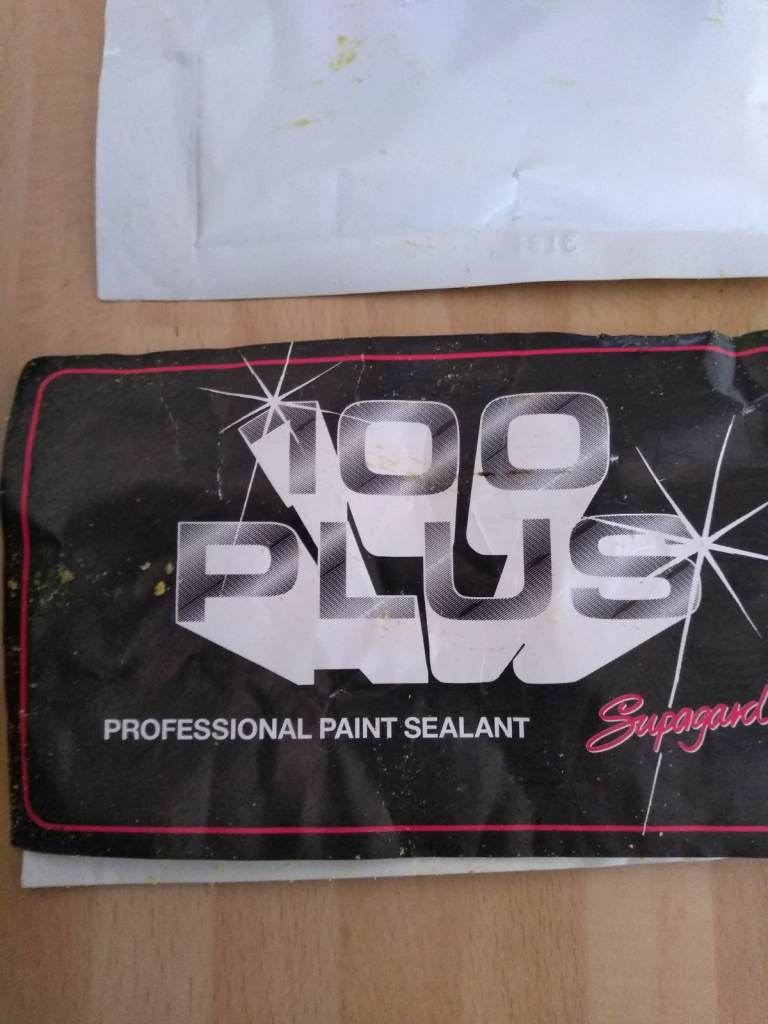 100
PLUS
PROFESSIONAL PAINT SEALANT
Supagard